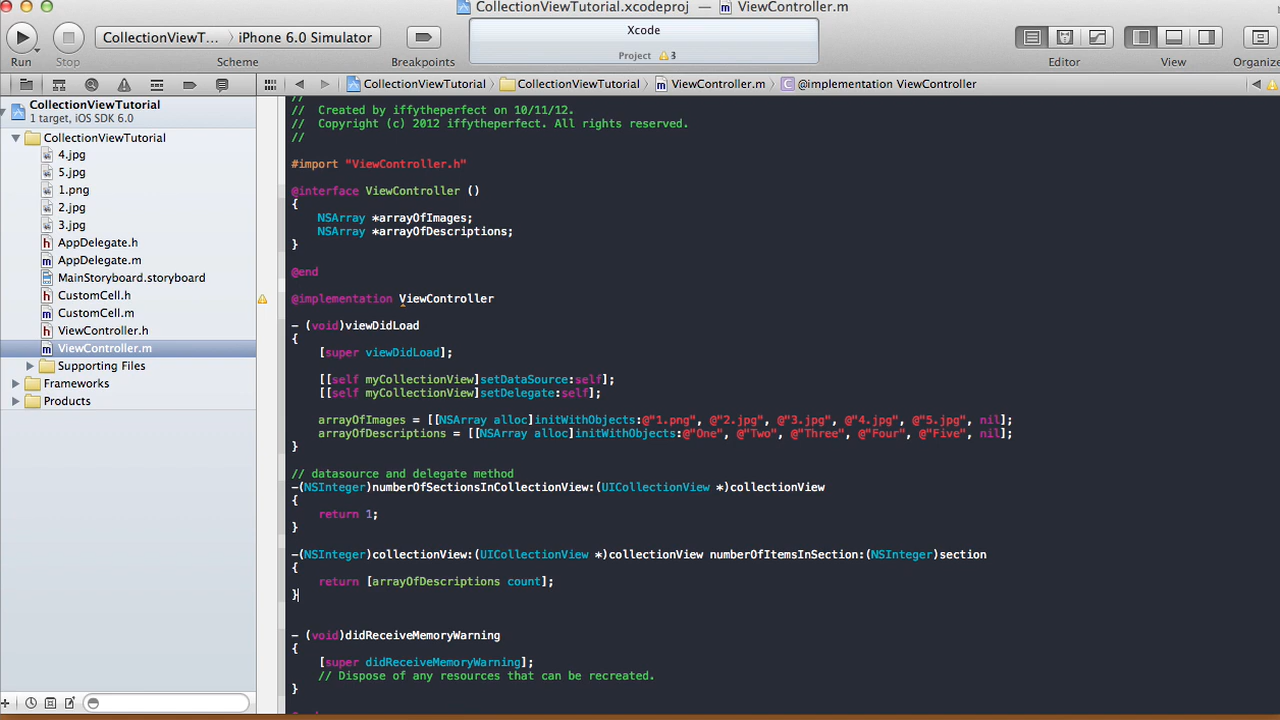 CollectionViewTutorial.xcodeproj — ViewController.m
CollectionViewT... iPhone 6.0 Simulator
Xcode
Project 3
Run Stop Scheme Breakpoints Editor View Organize
CollectionViewTutorial CollectionViewTutorial ViewController.m C @implementation ViewController
CollectionViewTutorial
1 target, iOS SDK 6.0
CollectionViewTutorial
4.jpg
5.jpg
1.png
2.jpg
3.jpg
h AppDelegate.h
m AppDelegate.m
MainStoryboard.storyboard
h CustomCell.h
m CustomCell.m
h ViewController.h
m ViewController.m
Supporting Files
Frameworks
Products
//
// Created by iffytheperfect on 10/11/12.
// Copyright (c) 2012 iffytheperfect. All rights reserved.
//
#import "ViewController.h"
@interface ViewController ()
{
NSArray *arrayOfImages;
NSArray *arrayOfDescriptions;
}
@end
@implementation ViewController
- (void)viewDidLoad
{
[super viewDidLoad];
[[self myCollectionView]setDataSource:self];
[[self myCollectionView]setDelegate:self];
arrayOfImages = [[NSArray alloc]initWithObjects:@"1.png", @"2.jpg", @"3.jpg", @"4.jpg", @"5.jpg", nil];
arrayOfDescriptions = [[NSArray alloc]initWithObjects:@"One", @"Two", @"Three", @"Four", @"Five", nil];
}
// datasource and delegate method
-(NSInteger)numberOfSectionsInCollectionView:(UICollectionView *)collectionView
{
return 1;
}
-(NSInteger)collectionView:(UICollectionView *)collectionView numberOfItemsInSection:(NSInteger)section
{
return [arrayOfDescriptions count];
}
- (void)didReceiveMemoryWarning
{
[super didReceiveMemoryWarning];
// Dispose of any resources that can be recreated.
}